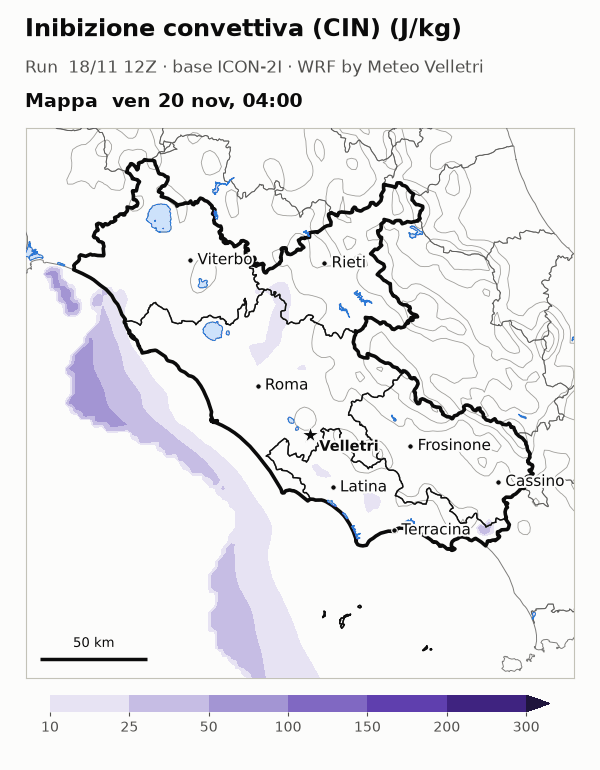 Inibizione convettiva (CIN) (J/kg)
Run  18/11 12Z · base ICON-2I · WRF by Meteo Velletri
Mappa  ven 20 nov, 04:00
Viterbo
Rieti
Roma
Velletri
Frosinone
Cassino
Latina
Terracina
50 km
10 25 50 100 150 200 300